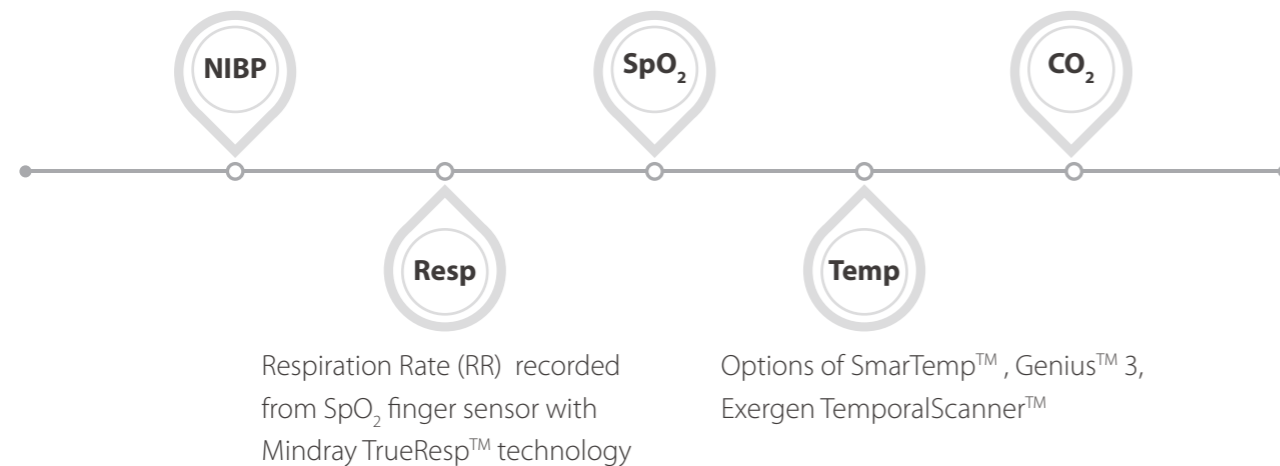 NIBP
SpO₂
CO₂
Resp
Temp
Respiration Rate (RR) recorded
from SpO₂ finger sensor with
Mindray TrueResp™ technology
Options of SmarTemp™ , Genius™ 3,
Exergen TemporalScanner™